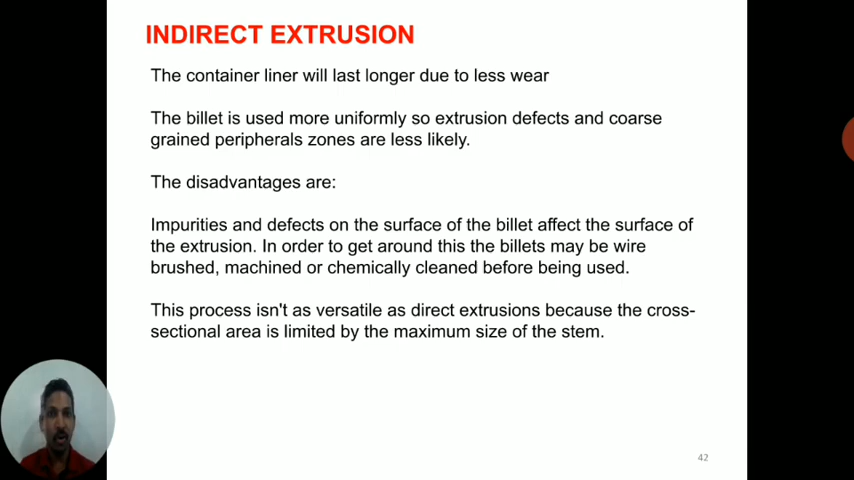 INDIRECT EXTRUSION
The container liner will last longer due to less wear
The billet is used more uniformly so extrusion defects and coarse
grained peripherals zones are less likely.
The disadvantages are:
Impurities and defects on the surface of the billet affect the surface of
the extrusion. In order to get around this the billets may be wire
brushed, machined or chemically cleaned before being used.
This process isn't as versatile as direct extrusions because the cross-
sectional area is limited by the maximum size of the stem.
42